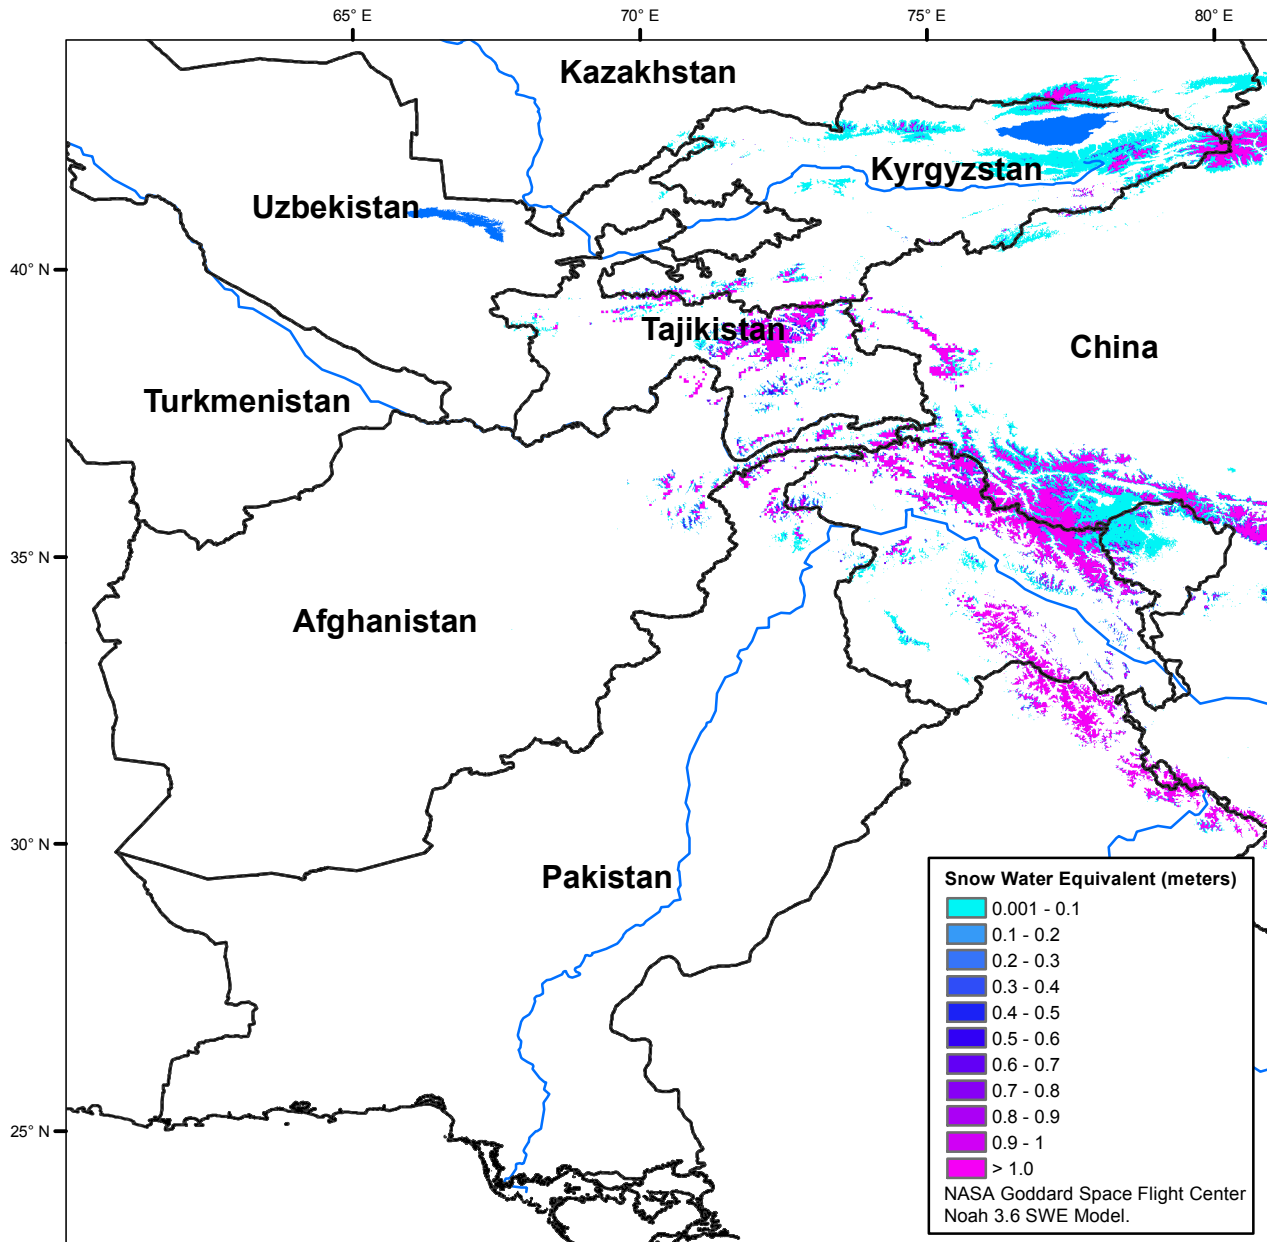 65° E
70° E
75° E
80° E
Kazakhstan
Kyrgyzstan
Uzbekistan
40° N
Tajikistan
China
Turkmenistan
35° N
Afghanistan
30° N
Pakistan
25° N
Snow Water Equivalent (meters)
0.001 - 0.1
0.1 - 0.2
0.2 - 0.3
0.3 - 0.4
0.4 - 0.5
0.5 - 0.6
0.6 - 0.7
0.7 - 0.8
0.8 - 0.9
0.9 - 1
> 1.0
NASA Goddard Space Flight Center
Noah 3.6 SWE Model.